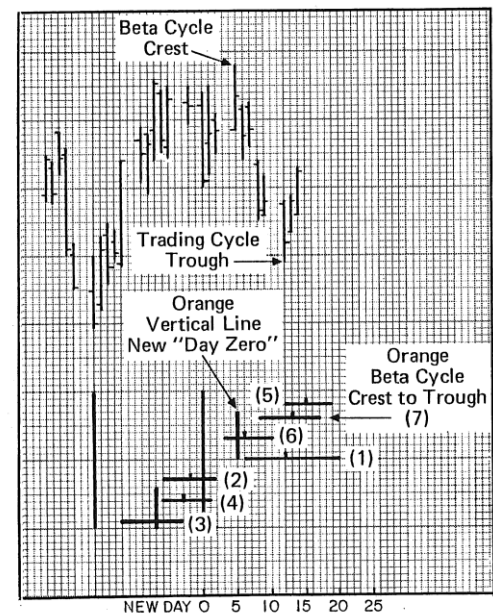 Beta Cycle
Crest
Trading Cycle
Trough
Orange
Vertical Line
New "Day Zero"
Orange
Beta Cycle
Crest to Trough
(5)
(7)
(6)
(1)
(2)
(4)
(3)
NEW DAY 0 5 10 15 20 25